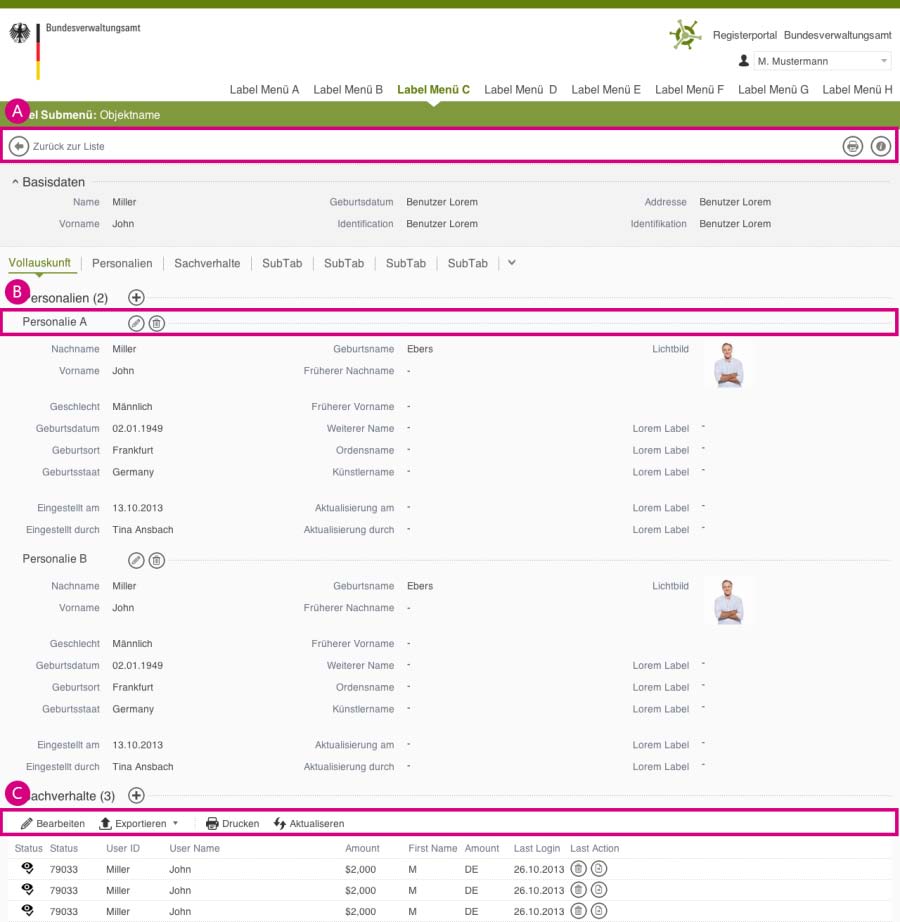 Bundesverwaltungsamt
Registerportal Bundesverwaltungsamt
M. Mustermann
Label Menü A Label Menü B Label Menü C Label Menü D Label Menü E Label Menü F Label Menü G Label Menü H
A el Submenü: Objektname
Zurück zur Liste
Basisdaten
Name Miller Geburtsdatum Benutzer Lorem Addresse Benutzer Lorem
Vorname John Identification Benutzer Lorem Identifikation Benutzer Lorem
Vollauskunft Personalien Sachverhalte SubTab SubTab SubTab SubTab
B ersonalien (2)
Personalie A
Nachname Miller Geburtsname Ebers Lichtbild
Vorname John Früherer Nachname -
Geschlecht Männlich Früherer Vorname -
Geburtsdatum 02.01.1949 Weiterer Name - Lorem Label -
Geburtsort Frankfurt Ordensname - Lorem Label -
Geburtsstaat Germany Künstlername - Lorem Label -
Eingestellt am 13.10.2013 Aktualisierung am - Lorem Label -
Eingestellt durch Tina Ansbach Aktualisierung durch - Lorem Label -
Personalie B
Nachname Miller Geburtsname Ebers Lichtbild
Vorname John Früherer Nachname -
Geschlecht Männlich Früherer Vorname -
Geburtsdatum 02.01.1949 Weiterer Name - Lorem Label -
Geburtsort Frankfurt Ordensname - Lorem Label -
Geburtsstaat Germany Künstlername - Lorem Label -
Eingestellt am 13.10.2013 Aktualisierung am - Lorem Label -
Eingestellt durch Tina Ansbach Aktualisierung durch - Lorem Label -
C achverhalte (3)
Bearbeiten Exportieren Drucken Aktualiseren
Status Status User ID User Name Amount First Name Amount Last Login Last Action
79033 Miller John $2,000 M DE 26.10.2013
79033 Miller John $2,000 M DE 26.10.2013
79033 Miller John $2,000 M DE 26.10.2013